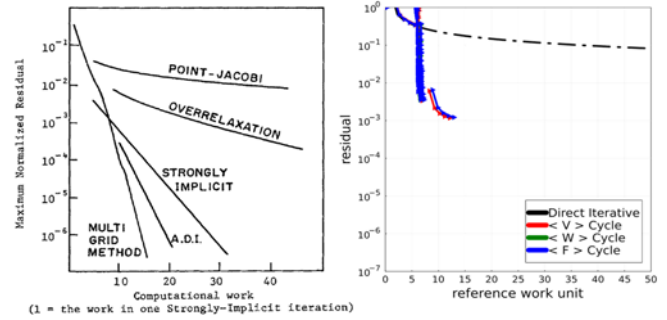 Maximum Normalized Residual
10⁻¹
10⁻²
10⁻³
10⁻⁴
10⁻⁵
10⁻⁶
POINT-JACOBI
OVERRELAXATION
STRONGLY
IMPLICIT
A.D.I.
MULTI
GRID
METHOD
0 10 20 30 40
Computational work
(1 = the work in one Strongly-Implicit iteration)
residual
10⁰
10⁻¹
10⁻²
10⁻³
10⁻⁴
10⁻⁵
10⁻⁶
10⁻⁷
Direct Iterative
< V > Cycle
< W > Cycle
< F > Cycle
0 5 10 15 20 25 30 35 40 45 50
reference work unit